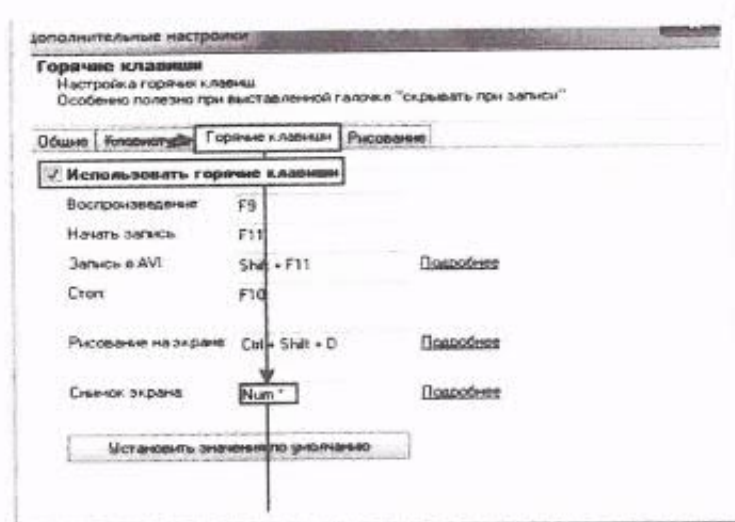 дополнительные настройки
Горячие клавиши
Настройка горячих клавиш
Особенно полезно при выставленной галочке "скрывать при записи"
Общие Клавиатура Горячие клавиши Рисование
Использовать горячие клавиши
Воспроизведение F9
Начать запись F11
Запись в AVI Shift + F11 Подробнее
Стоп F10
Рисование на экране Ctrl + Shift + D Подробнее
Снимок экрана Num * Подробнее
Установить значения по умолчанию